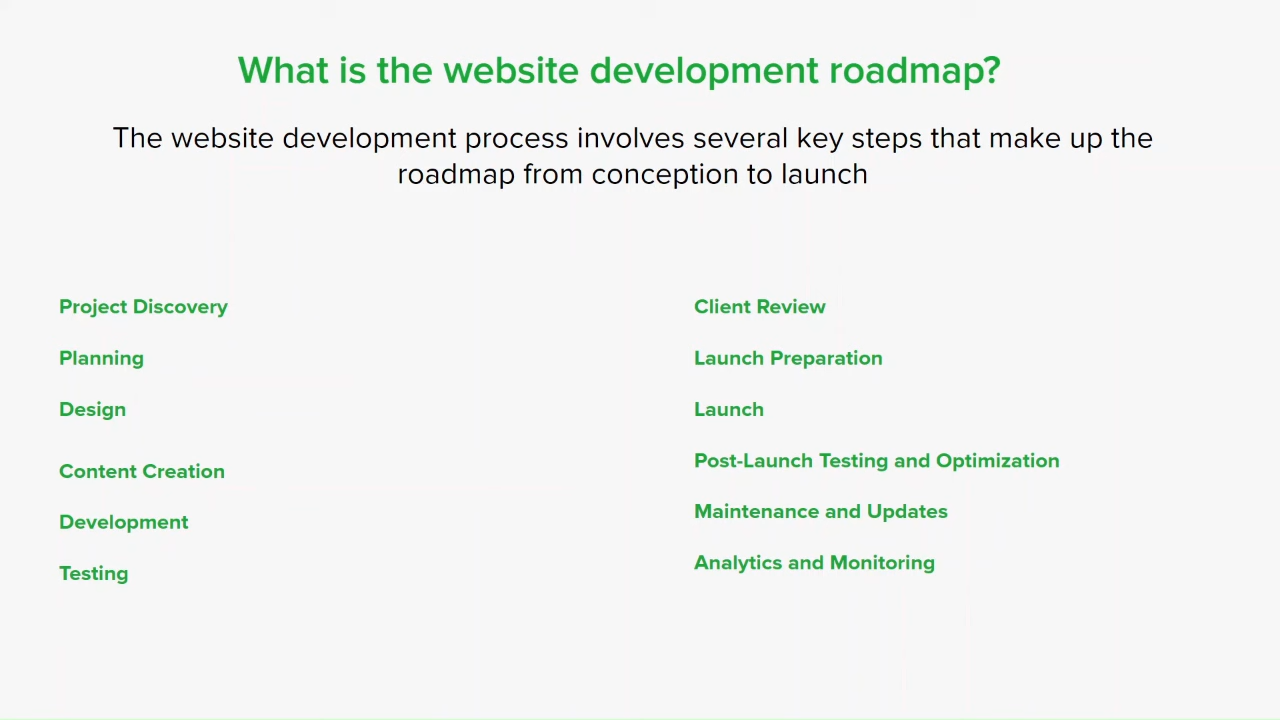 What is the website development roadmap?
The website development process involves several key steps that make up the
roadmap from conception to launch
Project Discovery
Planning
Design
Content Creation
Development
Testing
Client Review
Launch Preparation
Launch
Post-Launch Testing and Optimization
Maintenance and Updates
Analytics and Monitoring